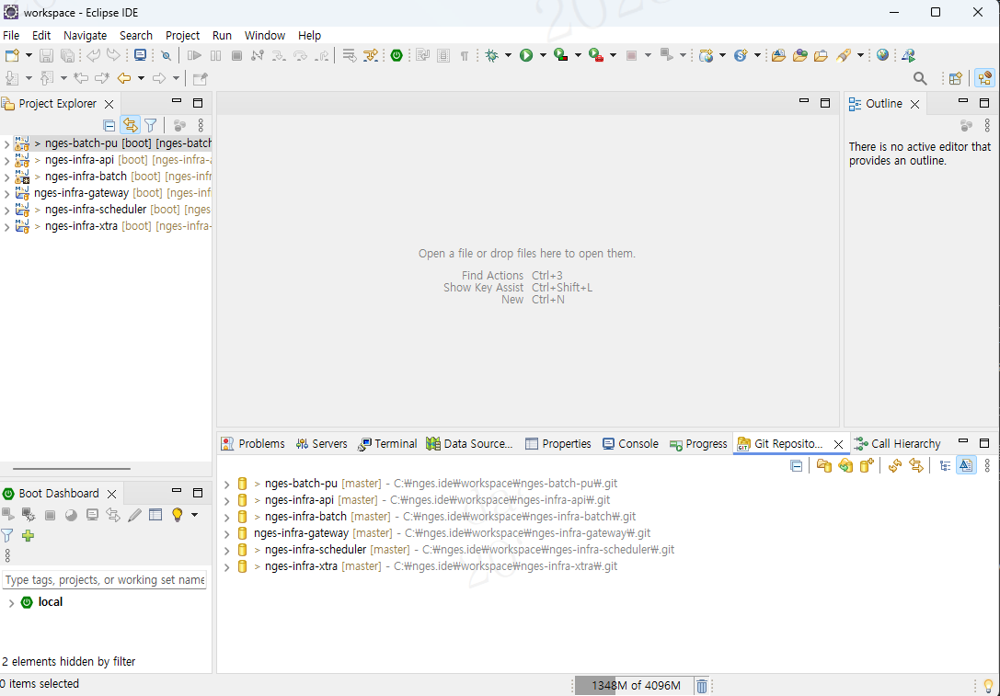 workspace - Eclipse IDE
File Edit Navigate Search Project Run Window Help
Project Explorer
> nges-batch-pu [boot] [nges-batch
> nges-infra-api [boot] [nges-infra-a
> nges-infra-batch [boot] [nges-infr
nges-infra-gateway [boot] [nges-inf
> nges-infra-scheduler [boot] [nges
> nges-infra-xtra [boot] [nges-infra-
Open a file or drop files here to open them.
Find Actions Ctrl+3
Show Key Assist Ctrl+Shift+L
New Ctrl+N
Outline
There is no active editor that
provides an outline.
Boot Dashboard
Type tags, projects, or working set name
local
2 elements hidden by filter
Problems Servers Terminal Data Source... Properties Console Progress Git Reposito... Call Hierarchy
> nges-batch-pu [master] - C:₩nges.ide₩workspace₩nges-batch-pu₩.git
> nges-infra-api [master] - C:₩nges.ide₩workspace₩nges-infra-api₩.git
> nges-infra-batch [master] - C:₩nges.ide₩workspace₩nges-infra-batch₩.git
nges-infra-gateway [master] - C:₩nges.ide₩workspace₩nges-infra-gateway₩.git
> nges-infra-scheduler [master] - C:₩nges.ide₩workspace₩nges-infra-scheduler₩.git
> nges-infra-xtra [master] - C:₩nges.ide₩workspace₩nges-infra-xtra₩.git
0 items selected
1348M of 4096M